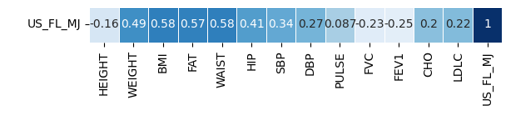 US_FL_MJ -0.16 0.49 0.58 0.57 0.58 0.41 0.34 0.27 0.087 -0.23 -0.25 0.2 0.22 1
HEIGHT WEIGHT BMI FAT WAIST HIP SBP DBP PULSE FVC FEV1 CHO LDLC US_FL_MJ